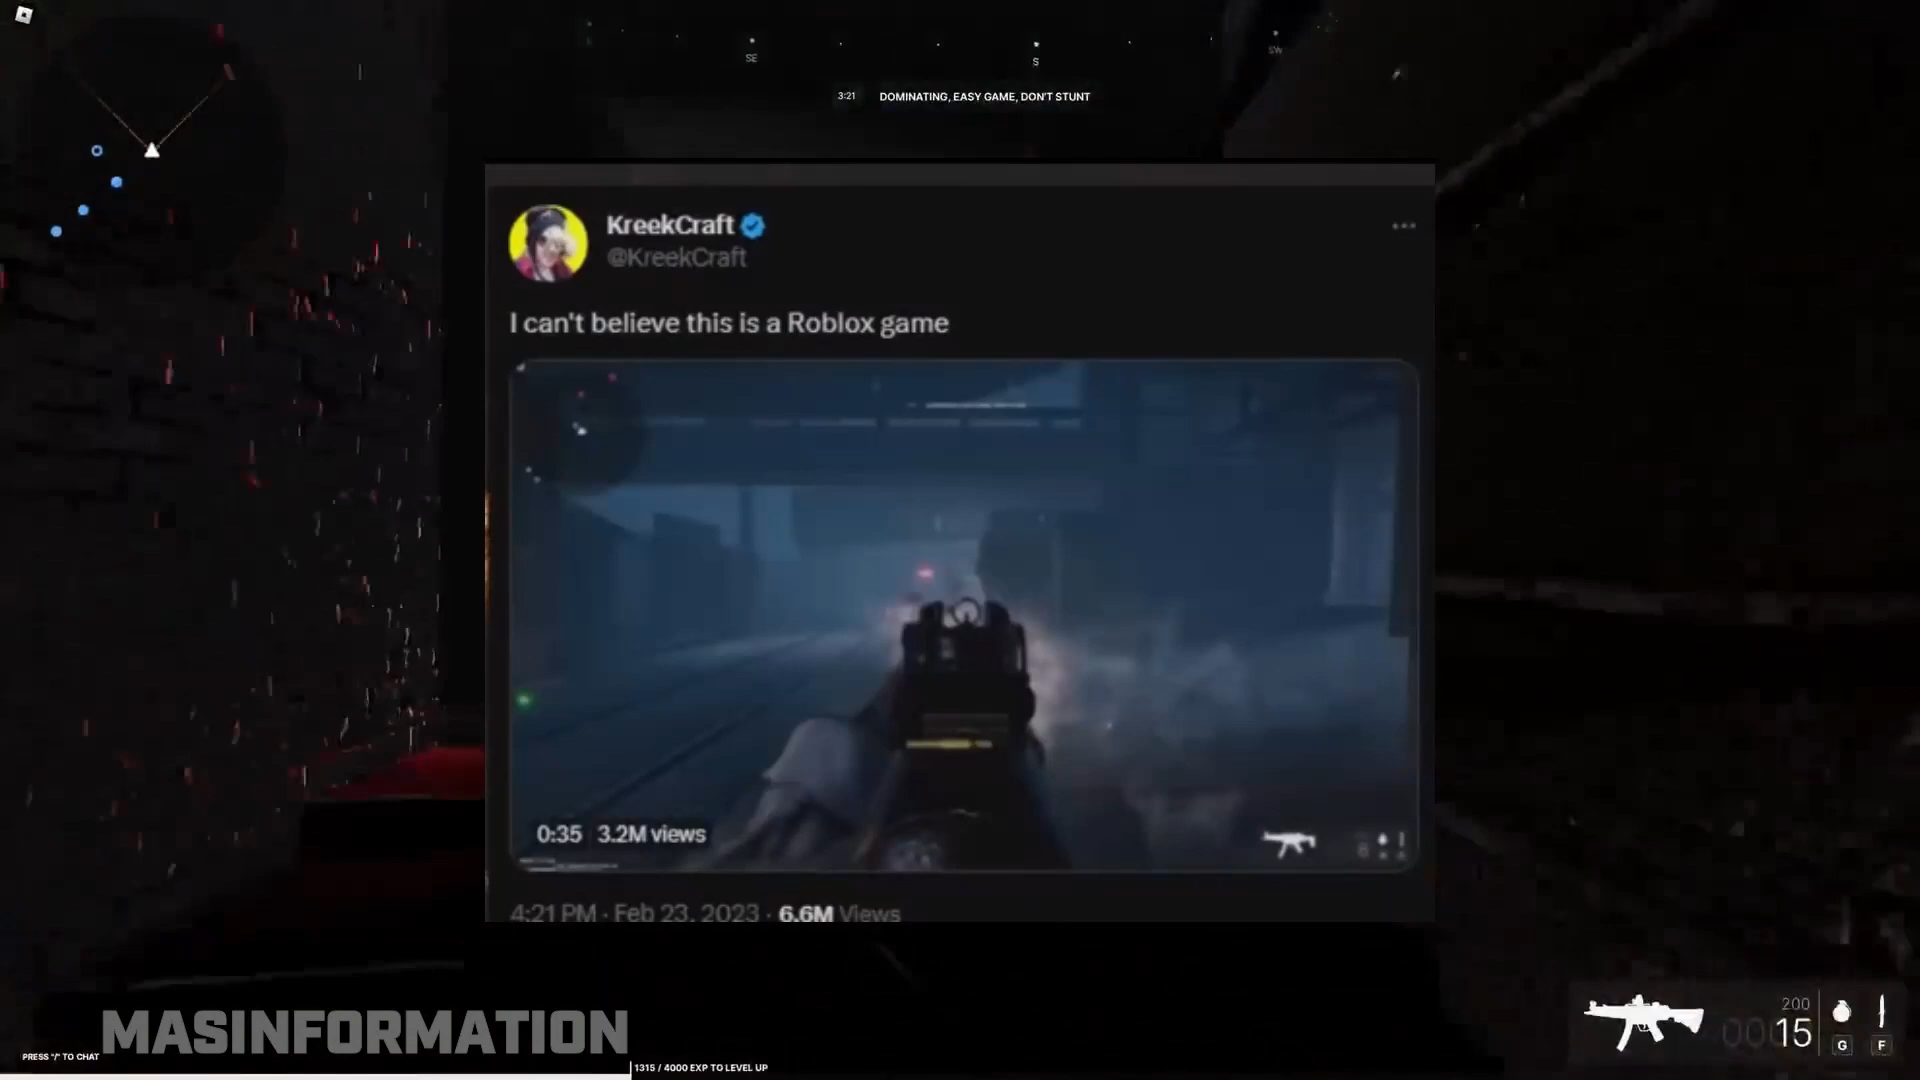 SE
S
SW
3:21 DOMINATING, EASY GAME, DON'T STUNT
KreekCraft
@KreekCraft
I can't believe this is a Roblox game
0:35 3.2M views
4:21 PM · Feb 23, 2023 · 6.6M Views
MASINFORMATION
PRESS "/" TO CHAT
1315 / 4000 EXP TO LEVEL UP
200
00015
G F